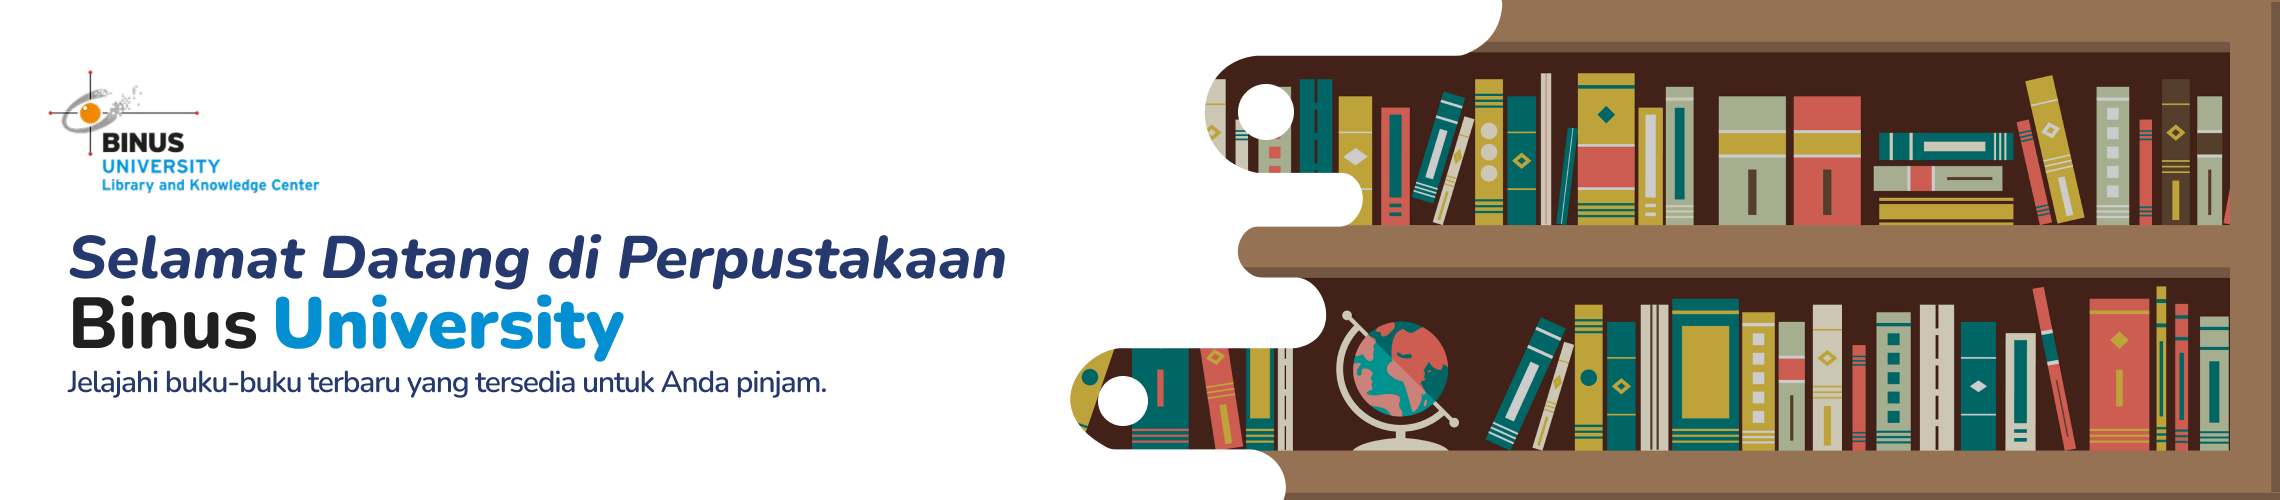 BINUS
UNIVERSITY
Library and Knowledge Center
Selamat Datang di Perpustakaan
Binus University
Jelajahi buku-buku terbaru yang tersedia untuk Anda pinjam.